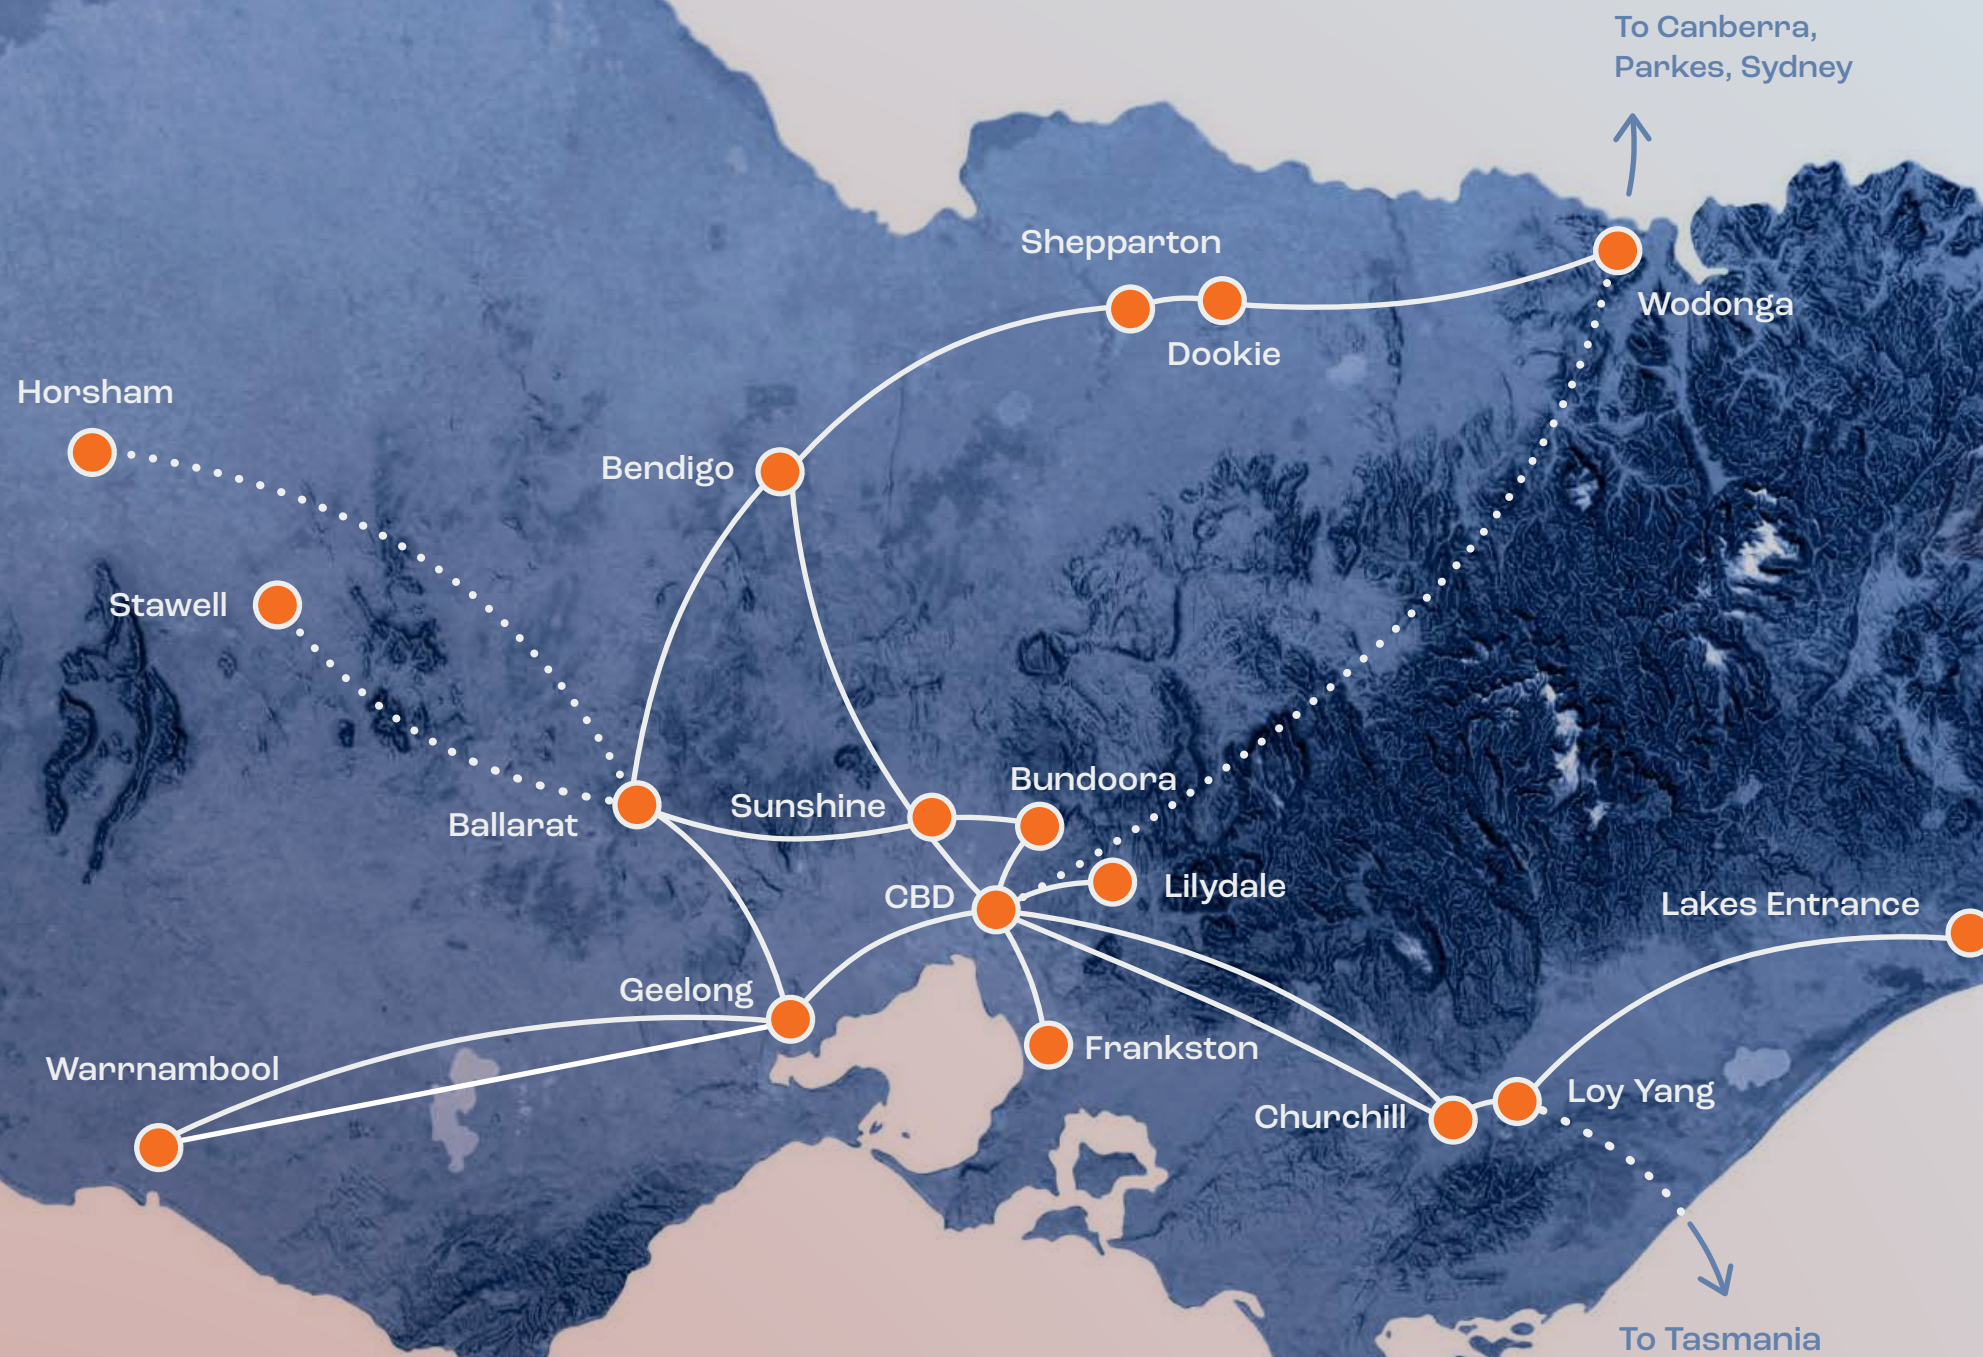 To Canberra,
Parkes, Sydney
Shepparton
Wodonga
Dookie
Horsham
Bendigo
Stawell
Bundoora
Sunshine
Ballarat
Lilydale
CBD
Lakes Entrance
Geelong
Frankston
Warrnambool
Loy Yang
Churchill
To Tasmania